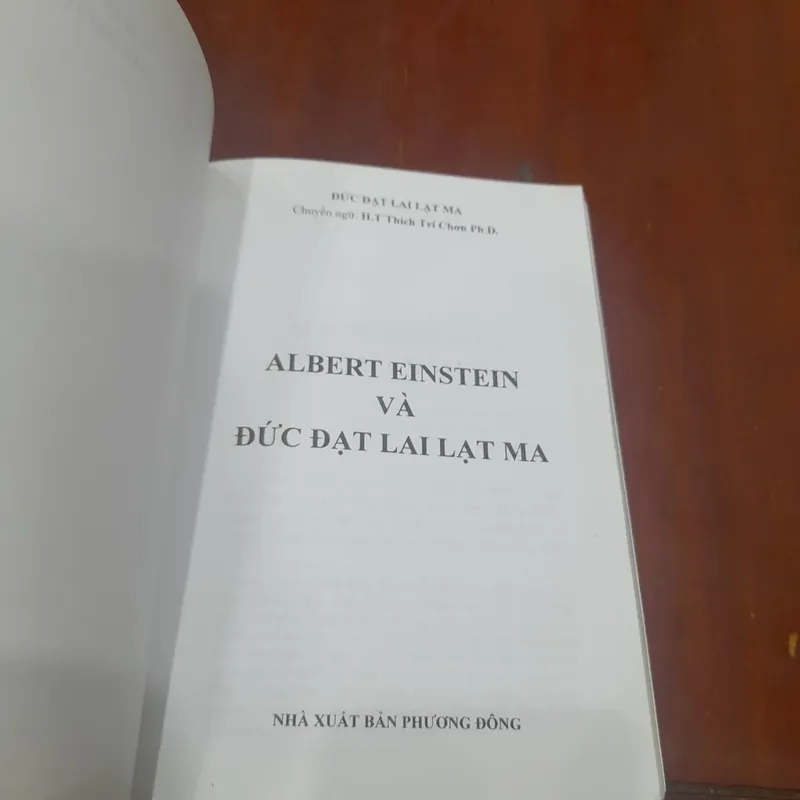 ĐỨC ĐẠT LAI LẠT MA
Chuyển ngữ: H.T Thích Trí Chơn Ph.D.
ALBERT EINSTEIN
VÀ
ĐỨC ĐẠT LAI LẠT MA
NHÀ XUẤT BẢN PHƯƠNG ĐÔNG